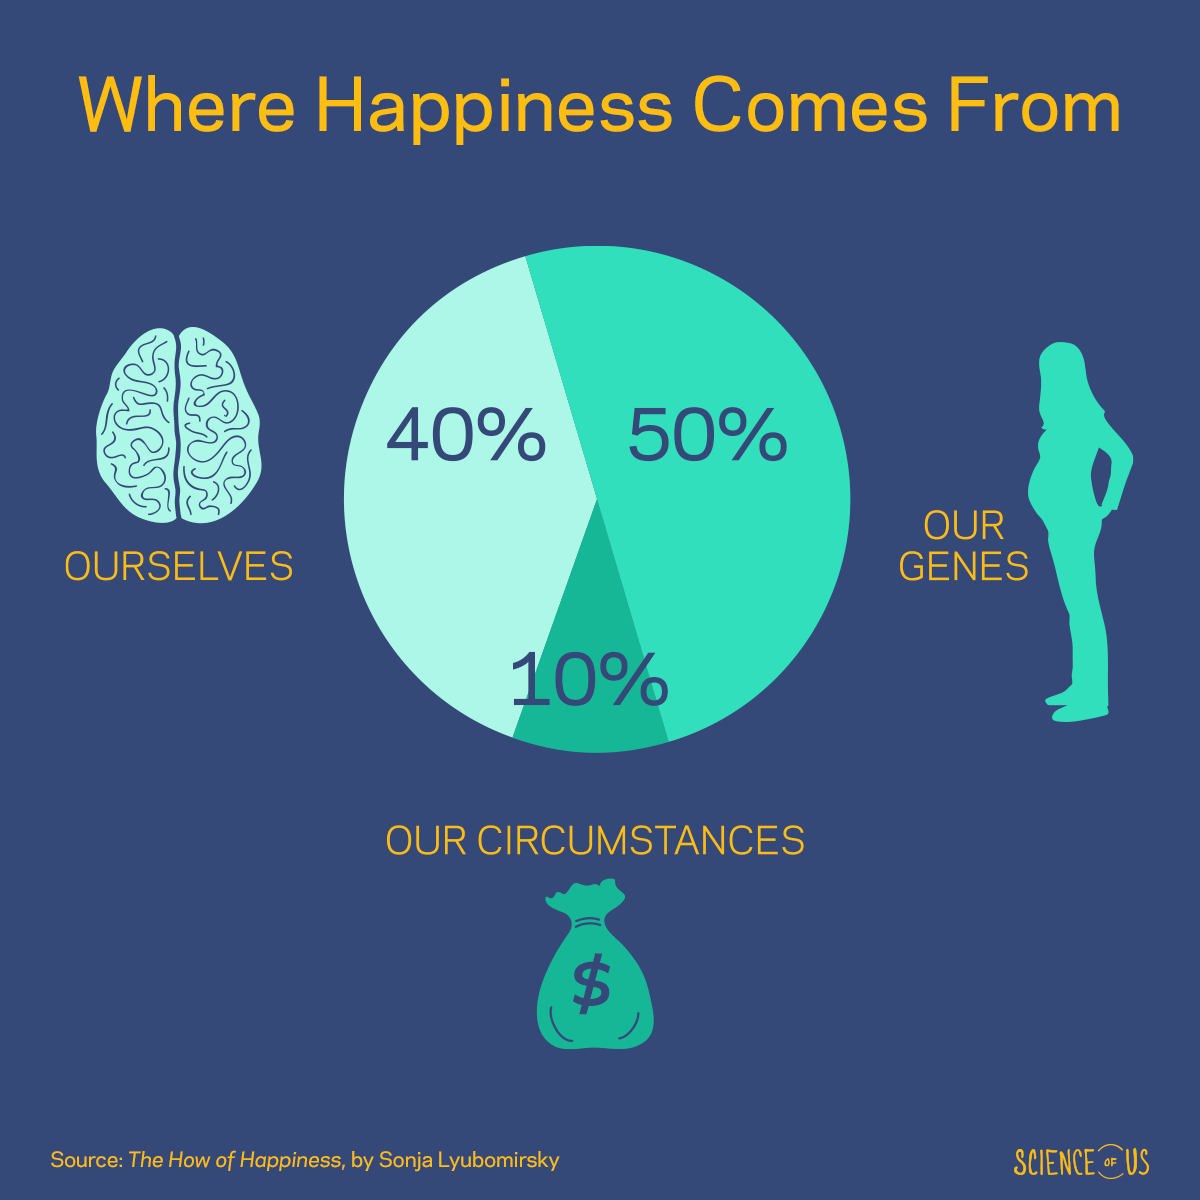 Where Happiness Comes From
40%
50%
10%
OURSELVES
OUR
GENES
OUR CIRCUMSTANCES
$
Source: The How of Happiness, by Sonja Lyubomirsky
SCIENCE OF US